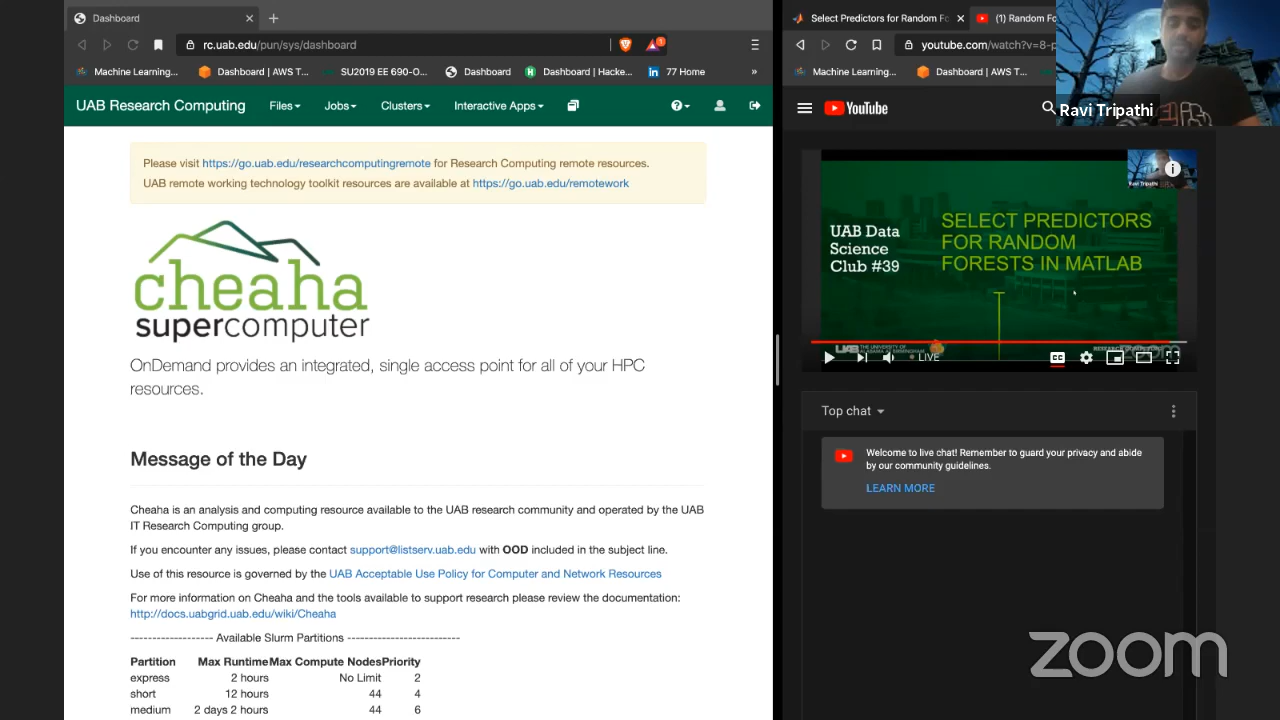 Dashboard
rc.uab.edu/pun/sys/dashboard
1
Machine Learning...
Dashboard | AWS T...
SU2019 EE 690-O...
Dashboard
Dashboard | Hacke...
77 Home
»
UAB Research Computing
Files
Jobs
Clusters
Interactive Apps
Please visit https://go.uab.edu/researchcomputingremote for Research Computing remote resources.
UAB remote working technology toolkit resources are available at https://go.uab.edu/remotework
cheaha
supercomputer
OnDemand provides an integrated, single access point for all of your HPC
resources.
Message of the Day
Cheaha is an analysis and computing resource available to the UAB research community and operated by the UAB
IT Research Computing group.
If you encounter any issues, please contact support@listserv.uab.edu with OOD included in the subject line.
Use of this resource is governed by the UAB Acceptable Use Policy for Computer and Network Resources
For more information on Cheaha and the tools available to support research please review the documentation:
http://docs.uabgrid.uab.edu/wiki/Cheaha
------------------- Available Slurm Partitions --------------------------
Partition Max Runtime Max Compute Nodes Priority
express 2 hours No Limit 2
short 12 hours 44 4
medium 2 days 2 hours 44 6
Select Predictors for Random Fo
(1) Random Fo
youtube.com/watch?v=8-p
Machine Learning...
Dashboard | AWS T...
YouTube
Ravi Tripathi
UAB Data
Science
Club #39
SELECT PREDICTORS
FOR RANDOM
FORESTS IN MATLAB
Ravi Tripathi
LIVE
Top chat
Welcome to live chat! Remember to guard your privacy and abide
by our community guidelines.
LEARN MORE
zoom